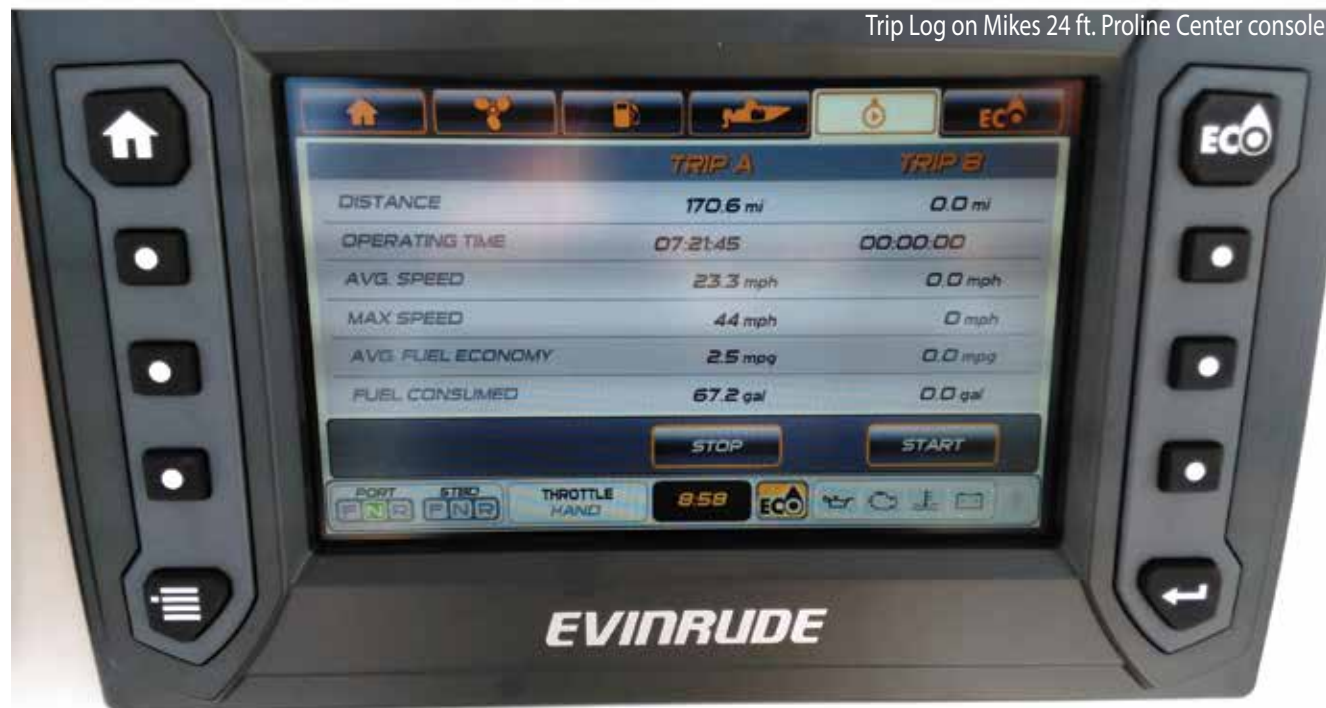 Trip Log on Mikes 24 ft. Proline Center console
ECO
ECO
TRIP A TRIP B
DISTANCE 170.6 mi 0.0 mi
OPERATING TIME 07:21:45 00:00:00
AVG. SPEED 23.3 mph 0.0 mph
MAX SPEED 44 mph 0 mph
AVG. FUEL ECONOMY 2.5 mpg 0.0 mpg
FUEL CONSUMED 67.2 gal 0.0 gal
STOP START
PORT STBD
F N R F N R THROTTLE HAND 8:58 ECO
EVINRUDE